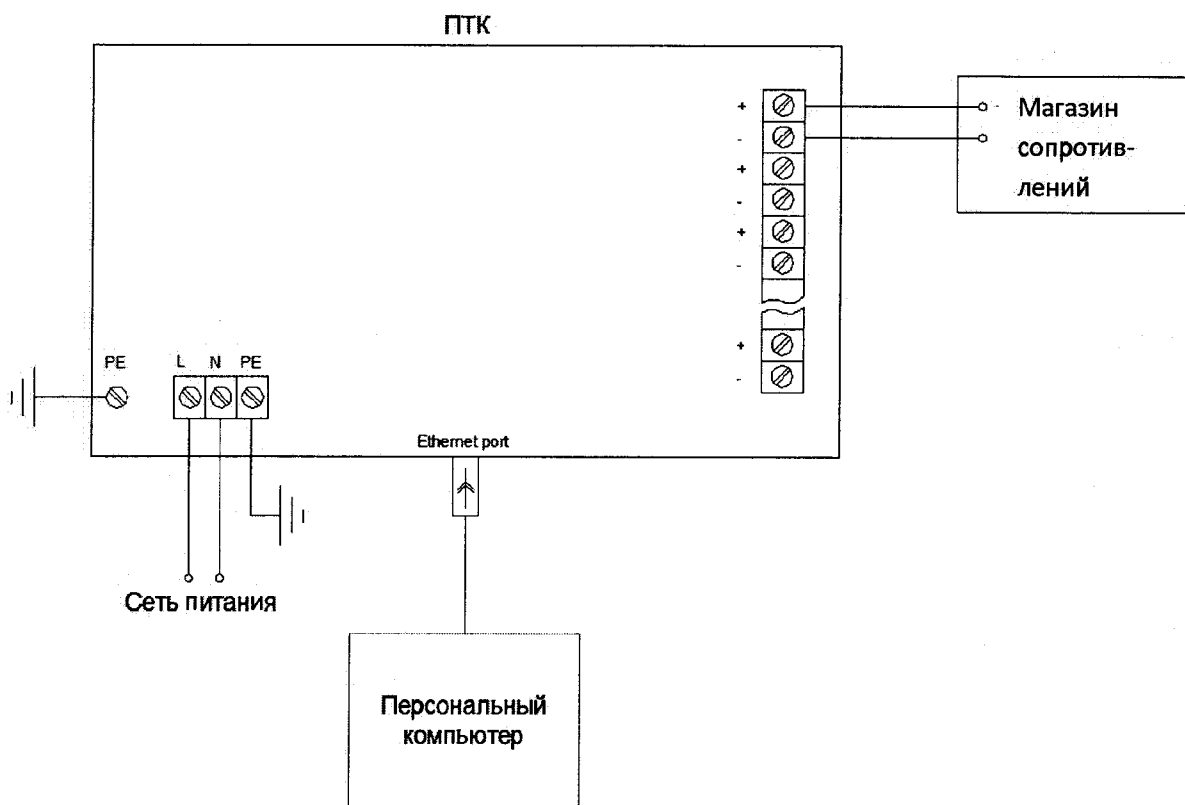 ПТК
+
-
+
-
+
-
+
-
Магазин
сопротив-
лений
PE
L N PE
Ethernet port
Сеть питания
Персональный
компьютер